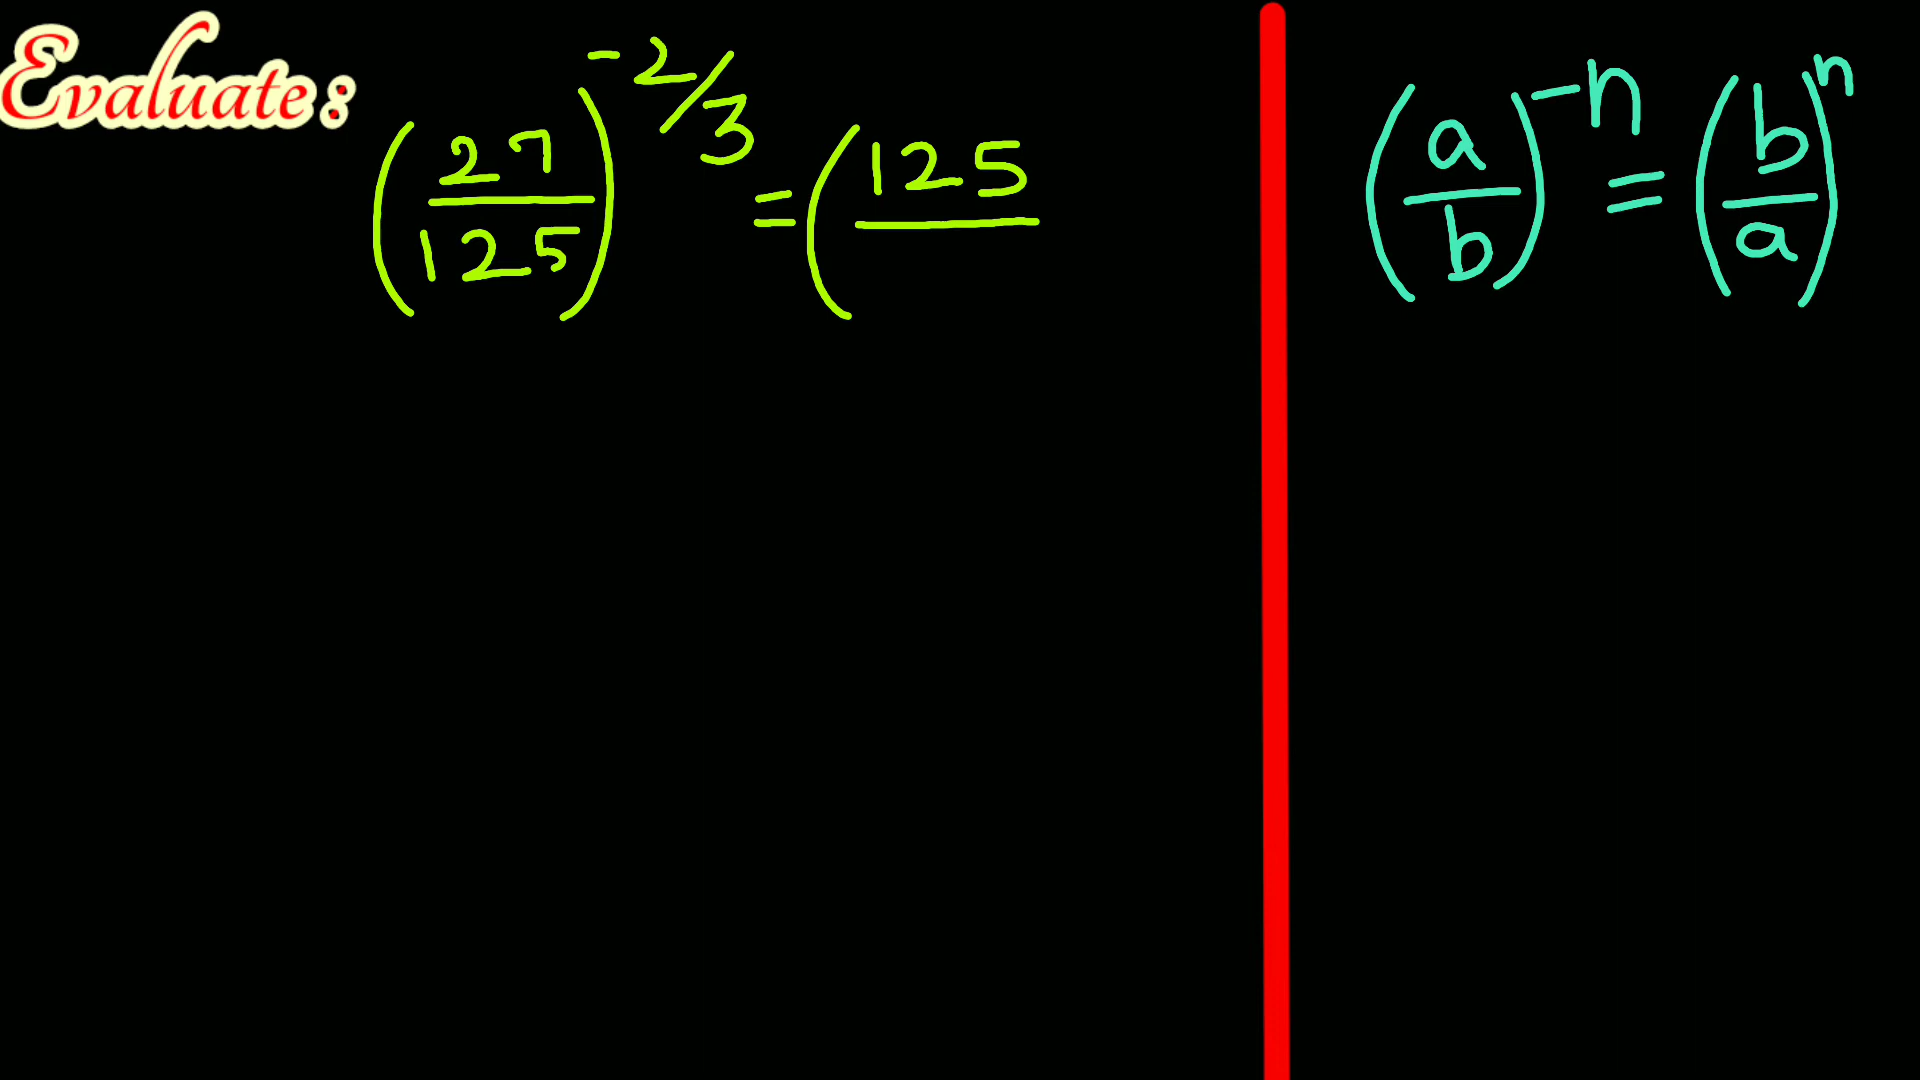 Evaluate:
(27/125)^(-2/3) = (125/
(a/b)^(-n) = (b/a)^n